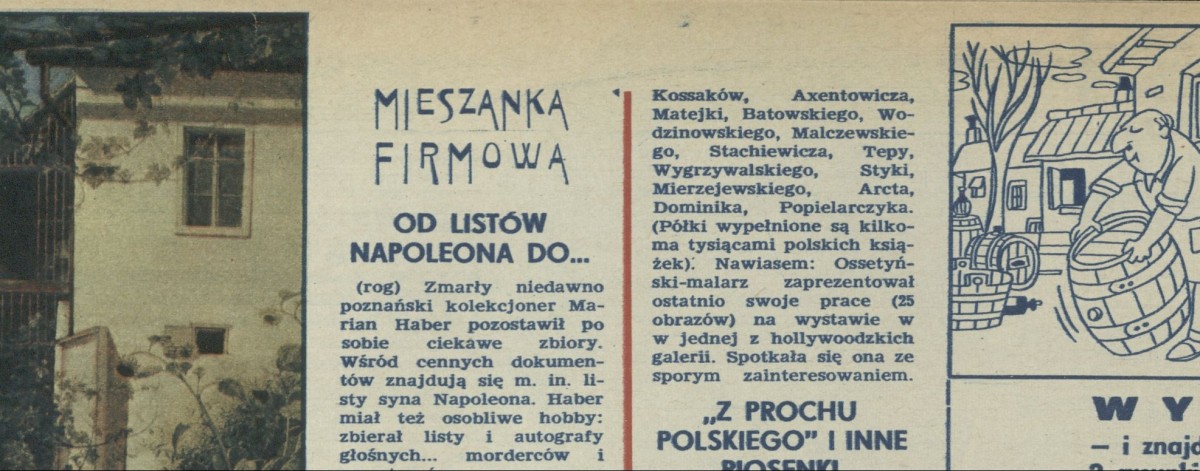 MIESZANKA
FIRMOWA
OD LISTÓW
NAPOLEONA DO...
(rog) Zmarły niedawno
poznański kolekcjoner Ma-
rian Haber pozostawił po
sobie ciekawe zbiory.
Wśród cennych dokumen-
tów znajdują się m. in. li-
sty syna Napoleona. Haber
miał też osobliwe hobby:
zbierał listy i autografy
głośnych... morderców i
Kossaków, Axentowicza,
Matejki, Batowskiego, Wo-
dzinowskiego, Malczewskie-
go, Stachiewicza, Tepy,
Wygrzywalskiego, Styki,
Mierzejewskiego, Arcta,
Dominika, Popielarczyka.
(Półki wypełnione są kilko-
ma tysiącami polskich ksią-
żek). Nawiasem: Ossetyń-
ski-malarz zaprezentował
ostatnio swoje prace (25
obrazów) na wystawie w
w jednej z hollywoodzkich
galerii. Spotkała się ona ze
sporym zainteresowaniem.
„Z PROCHU
POLSKIEGO” I INNE
PIOSENKI
W Y
— i znajd